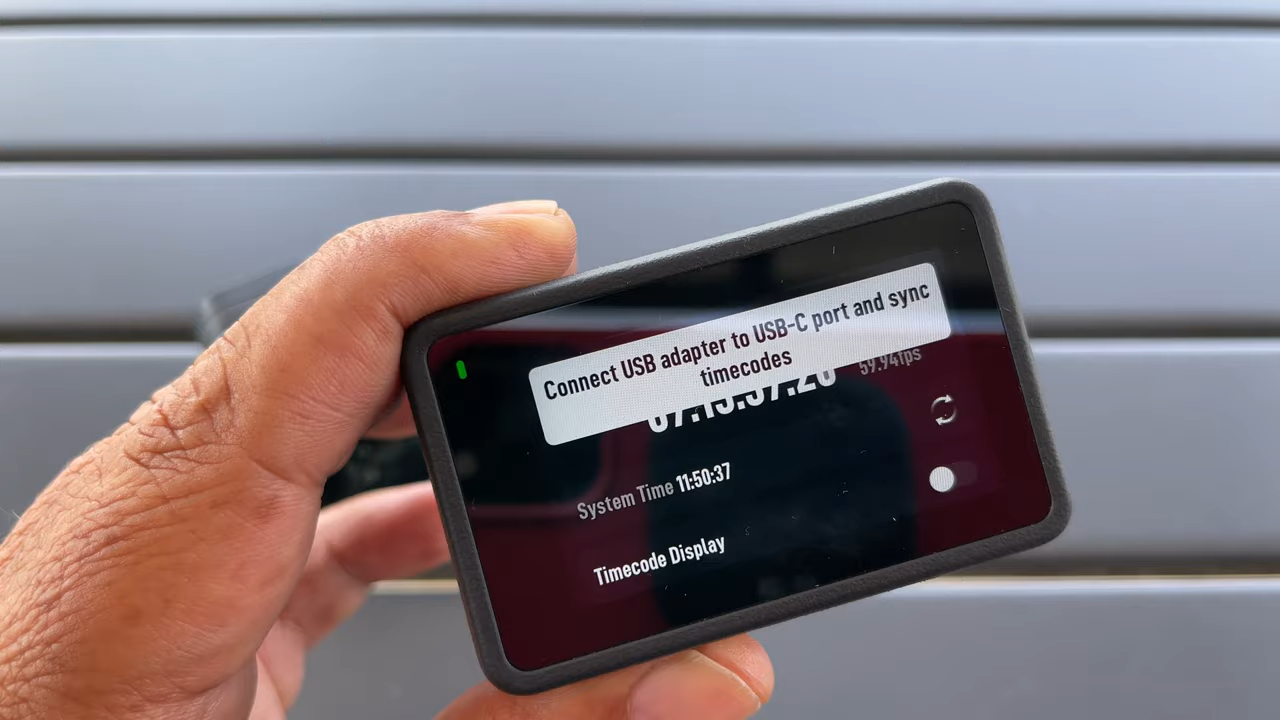 Connect USB adapter to USB-C port and sync
timecodes
59.94fps
System Time 11:50:37
Timecode Display